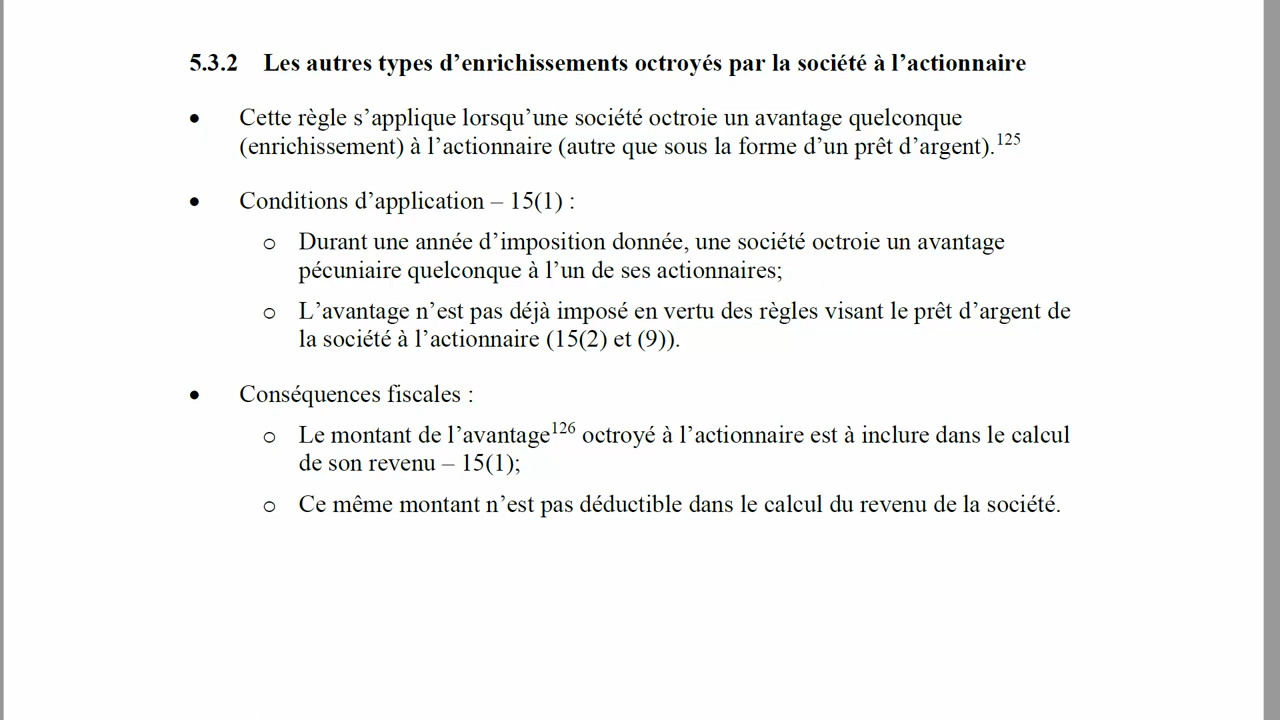 5.3.2 Les autres types d’enrichissements octroyés par la société à l’actionnaire
• Cette règle s’applique lorsqu’une société octroie un avantage quelconque
(enrichissement) à l’actionnaire (autre que sous la forme d’un prêt d’argent).125
• Conditions d’application – 15(1) :
o Durant une année d’imposition donnée, une société octroie un avantage
pécuniaire quelconque à l’un de ses actionnaires;
o L’avantage n’est pas déjà imposé en vertu des règles visant le prêt d’argent de
la société à l’actionnaire (15(2) et (9)).
• Conséquences fiscales :
o Le montant de l’avantage126 octroyé à l’actionnaire est à inclure dans le calcul
de son revenu – 15(1);
o Ce même montant n’est pas déductible dans le calcul du revenu de la société.